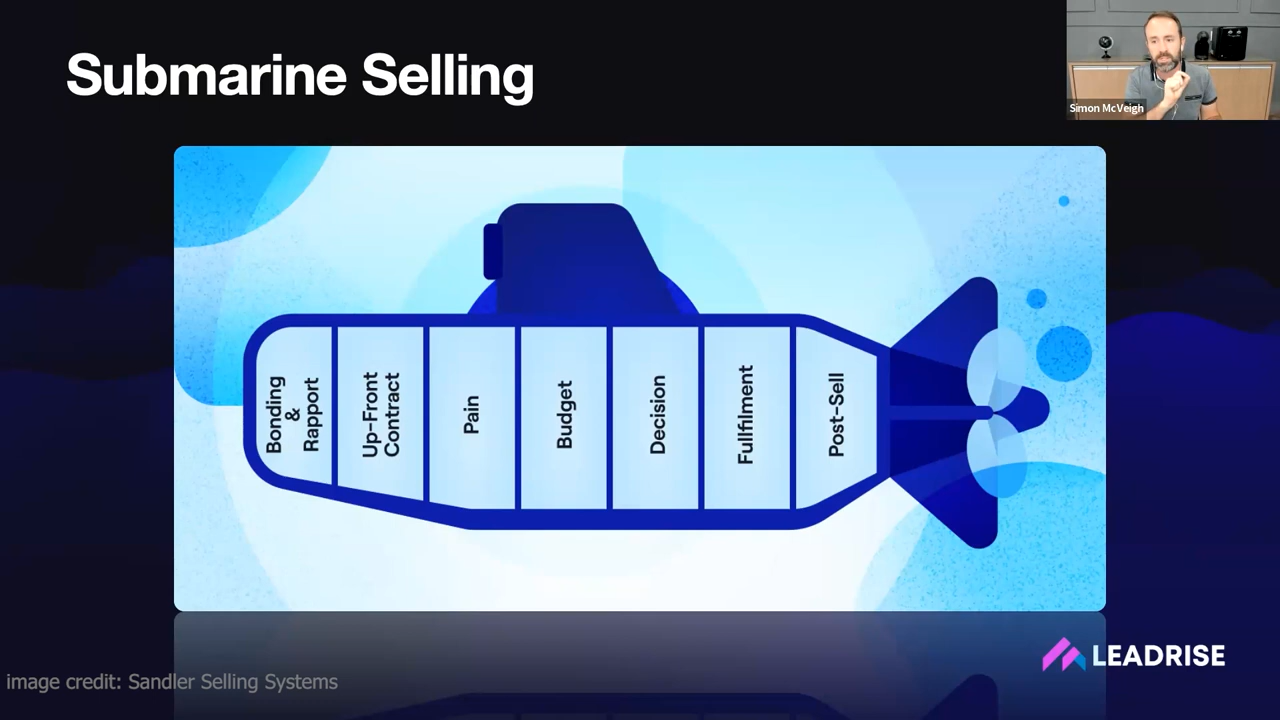 Submarine Selling
Simon McVeigh
Bonding
&
Rapport
Up-Front
Contract
Pain
Budget
Decision
Fullfilment
Post-Sell
LEADRISE
image credit: Sandler Selling Systems